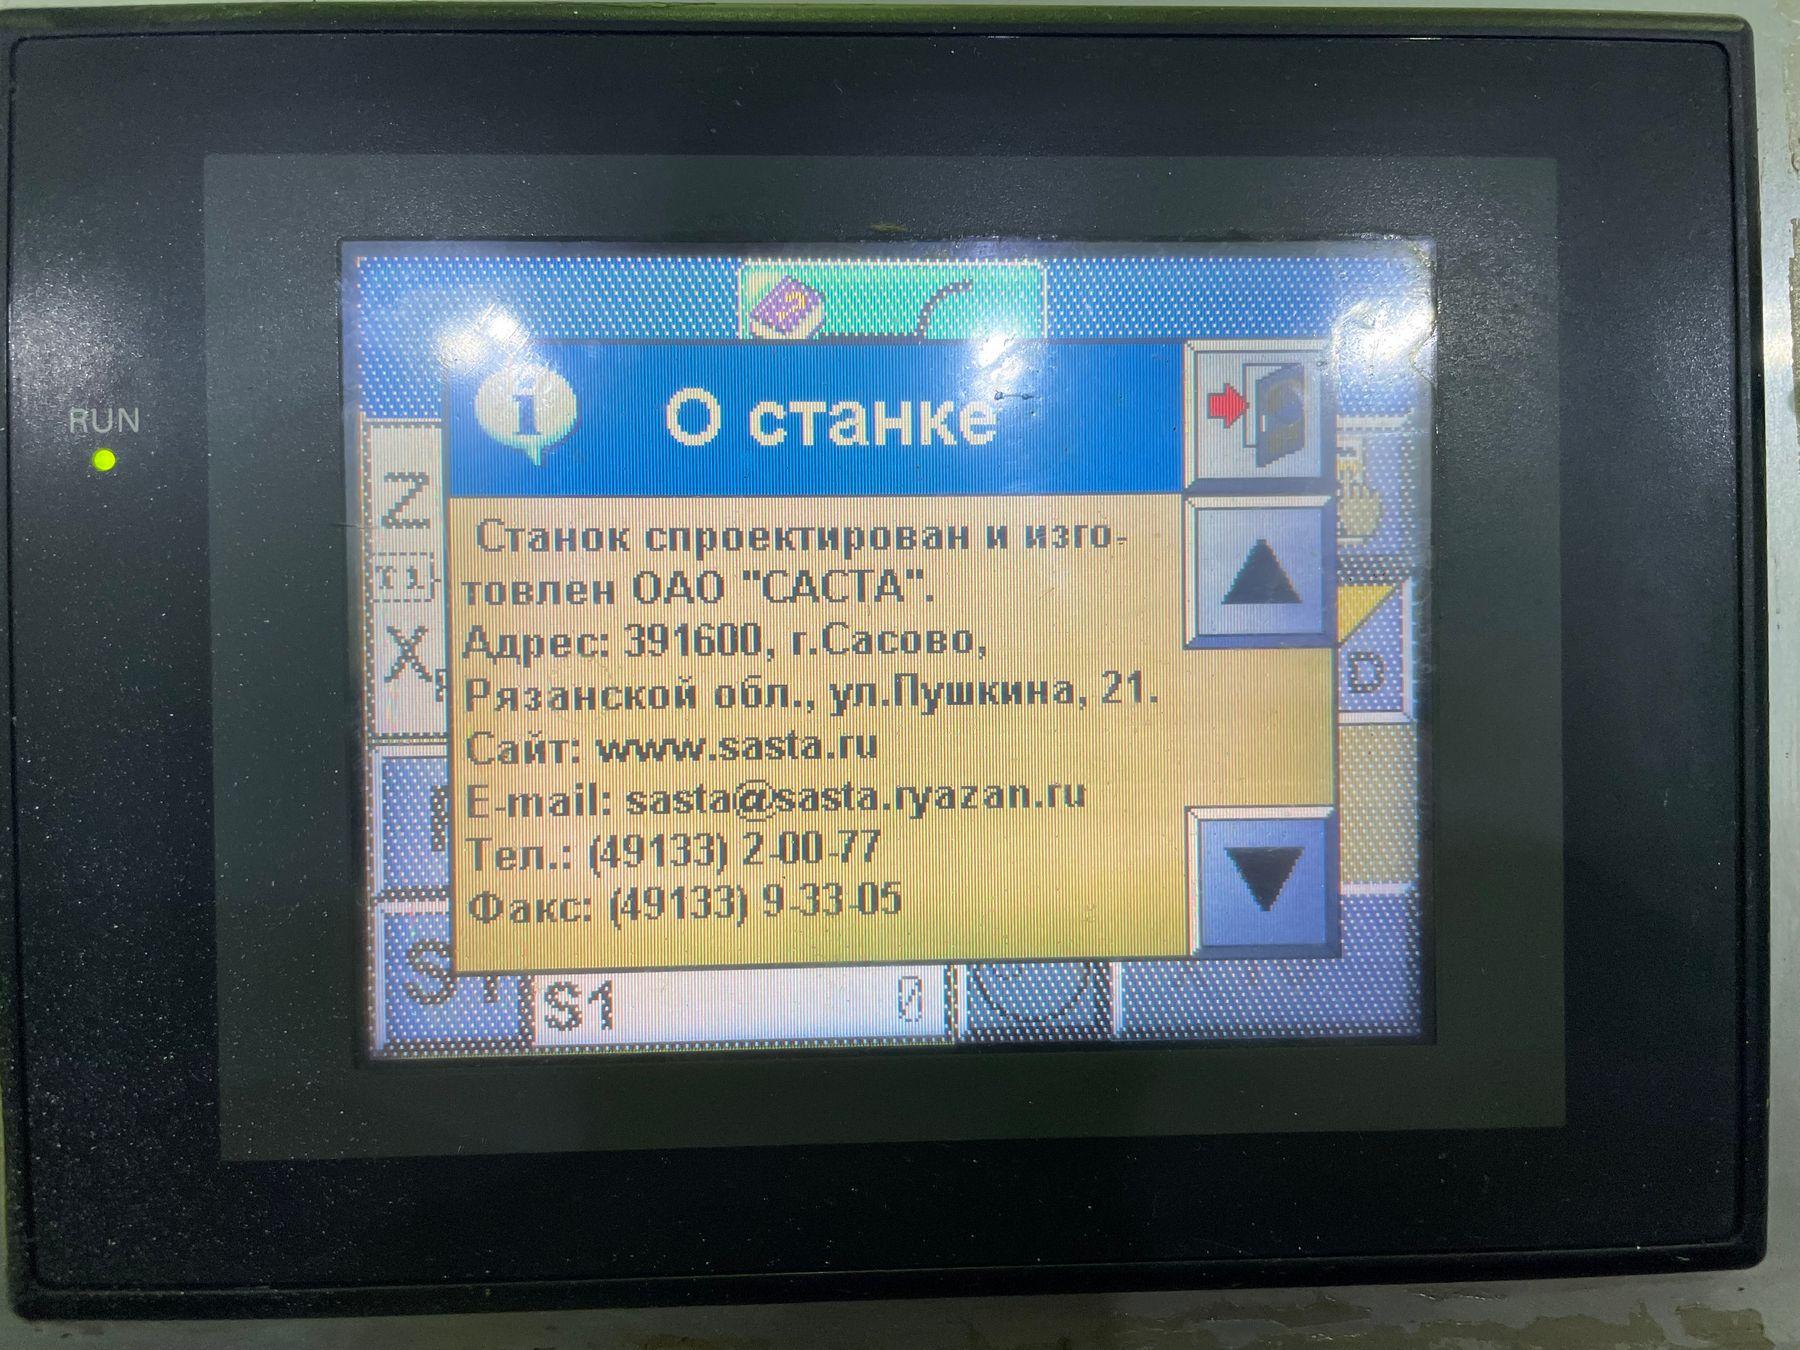 RUN
О станке
Z
X
Станок спроектирован и изго-
товлен ОАО "САСТА".
Адрес: 391600, г.Сасово,
Рязанской обл., ул.Пушкина, 21.
Сайт: www.sasta.ru
E-mail: sasta@sasta.ryazan.ru
Тел.: (49133) 2-00-77
Факс: (49133) 9-33-05
D
S1
S1 0